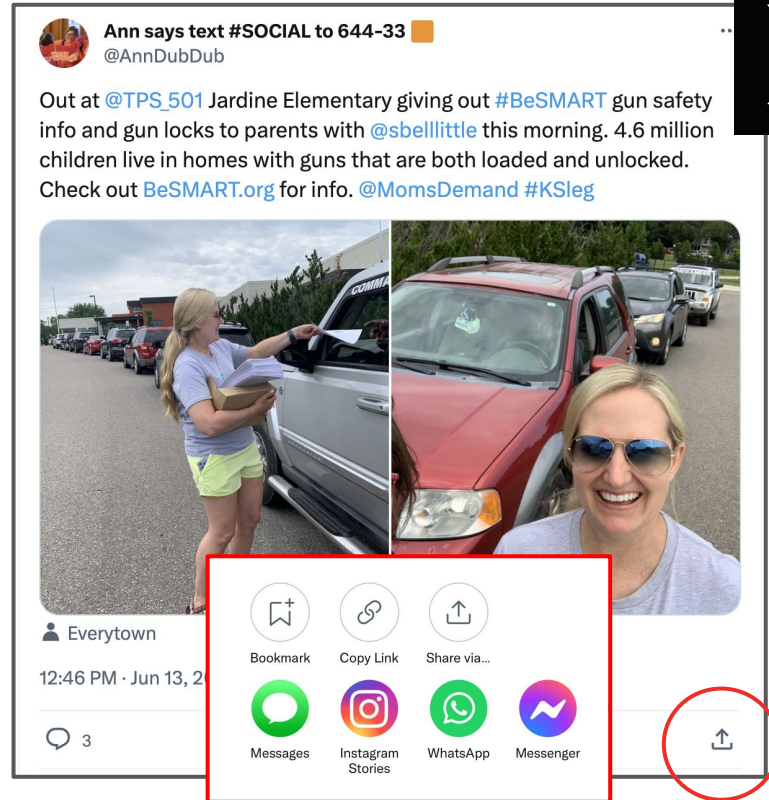 Ann says text #SOCIAL to 644-33
@AnnDubDub
Out at @TPS_501 Jardine Elementary giving out #BeSMART gun safety
info and gun locks to parents with @sbelllittle this morning. 4.6 million
children live in homes with guns that are both loaded and unlocked.
Check out BeSMART.org for info. @MomsDemand #KSleg
COMMA
Everytown
12:46 PM · Jun 13, 2
3
Bookmark
Copy Link
Share via...
Messages
Instagram
Stories
WhatsApp
Messenger